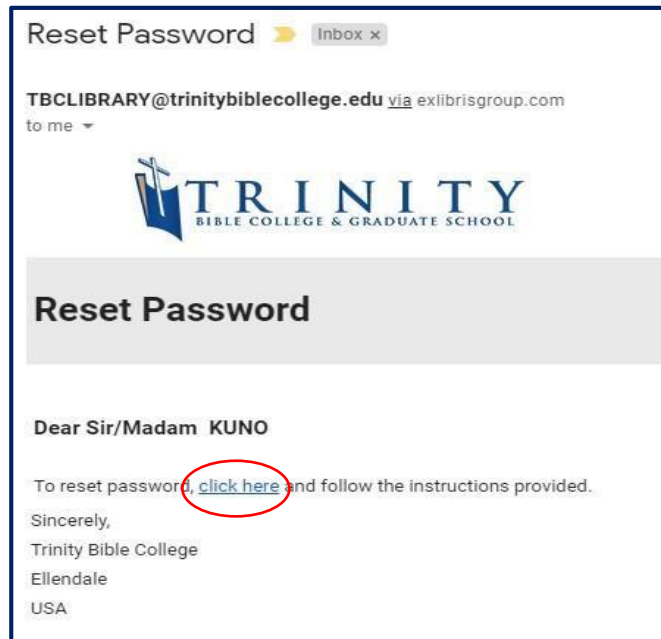 Reset Password Inbox x
TBCLIBRARY@trinitybiblecollege.edu via exlibrisgroup.com
to me
TRINITY
BIBLE COLLEGE & GRADUATE SCHOOL
Reset Password
Dear Sir/Madam KUNO
To reset password, click here and follow the instructions provided.
Sincerely,
Trinity Bible College
Ellendale
USA